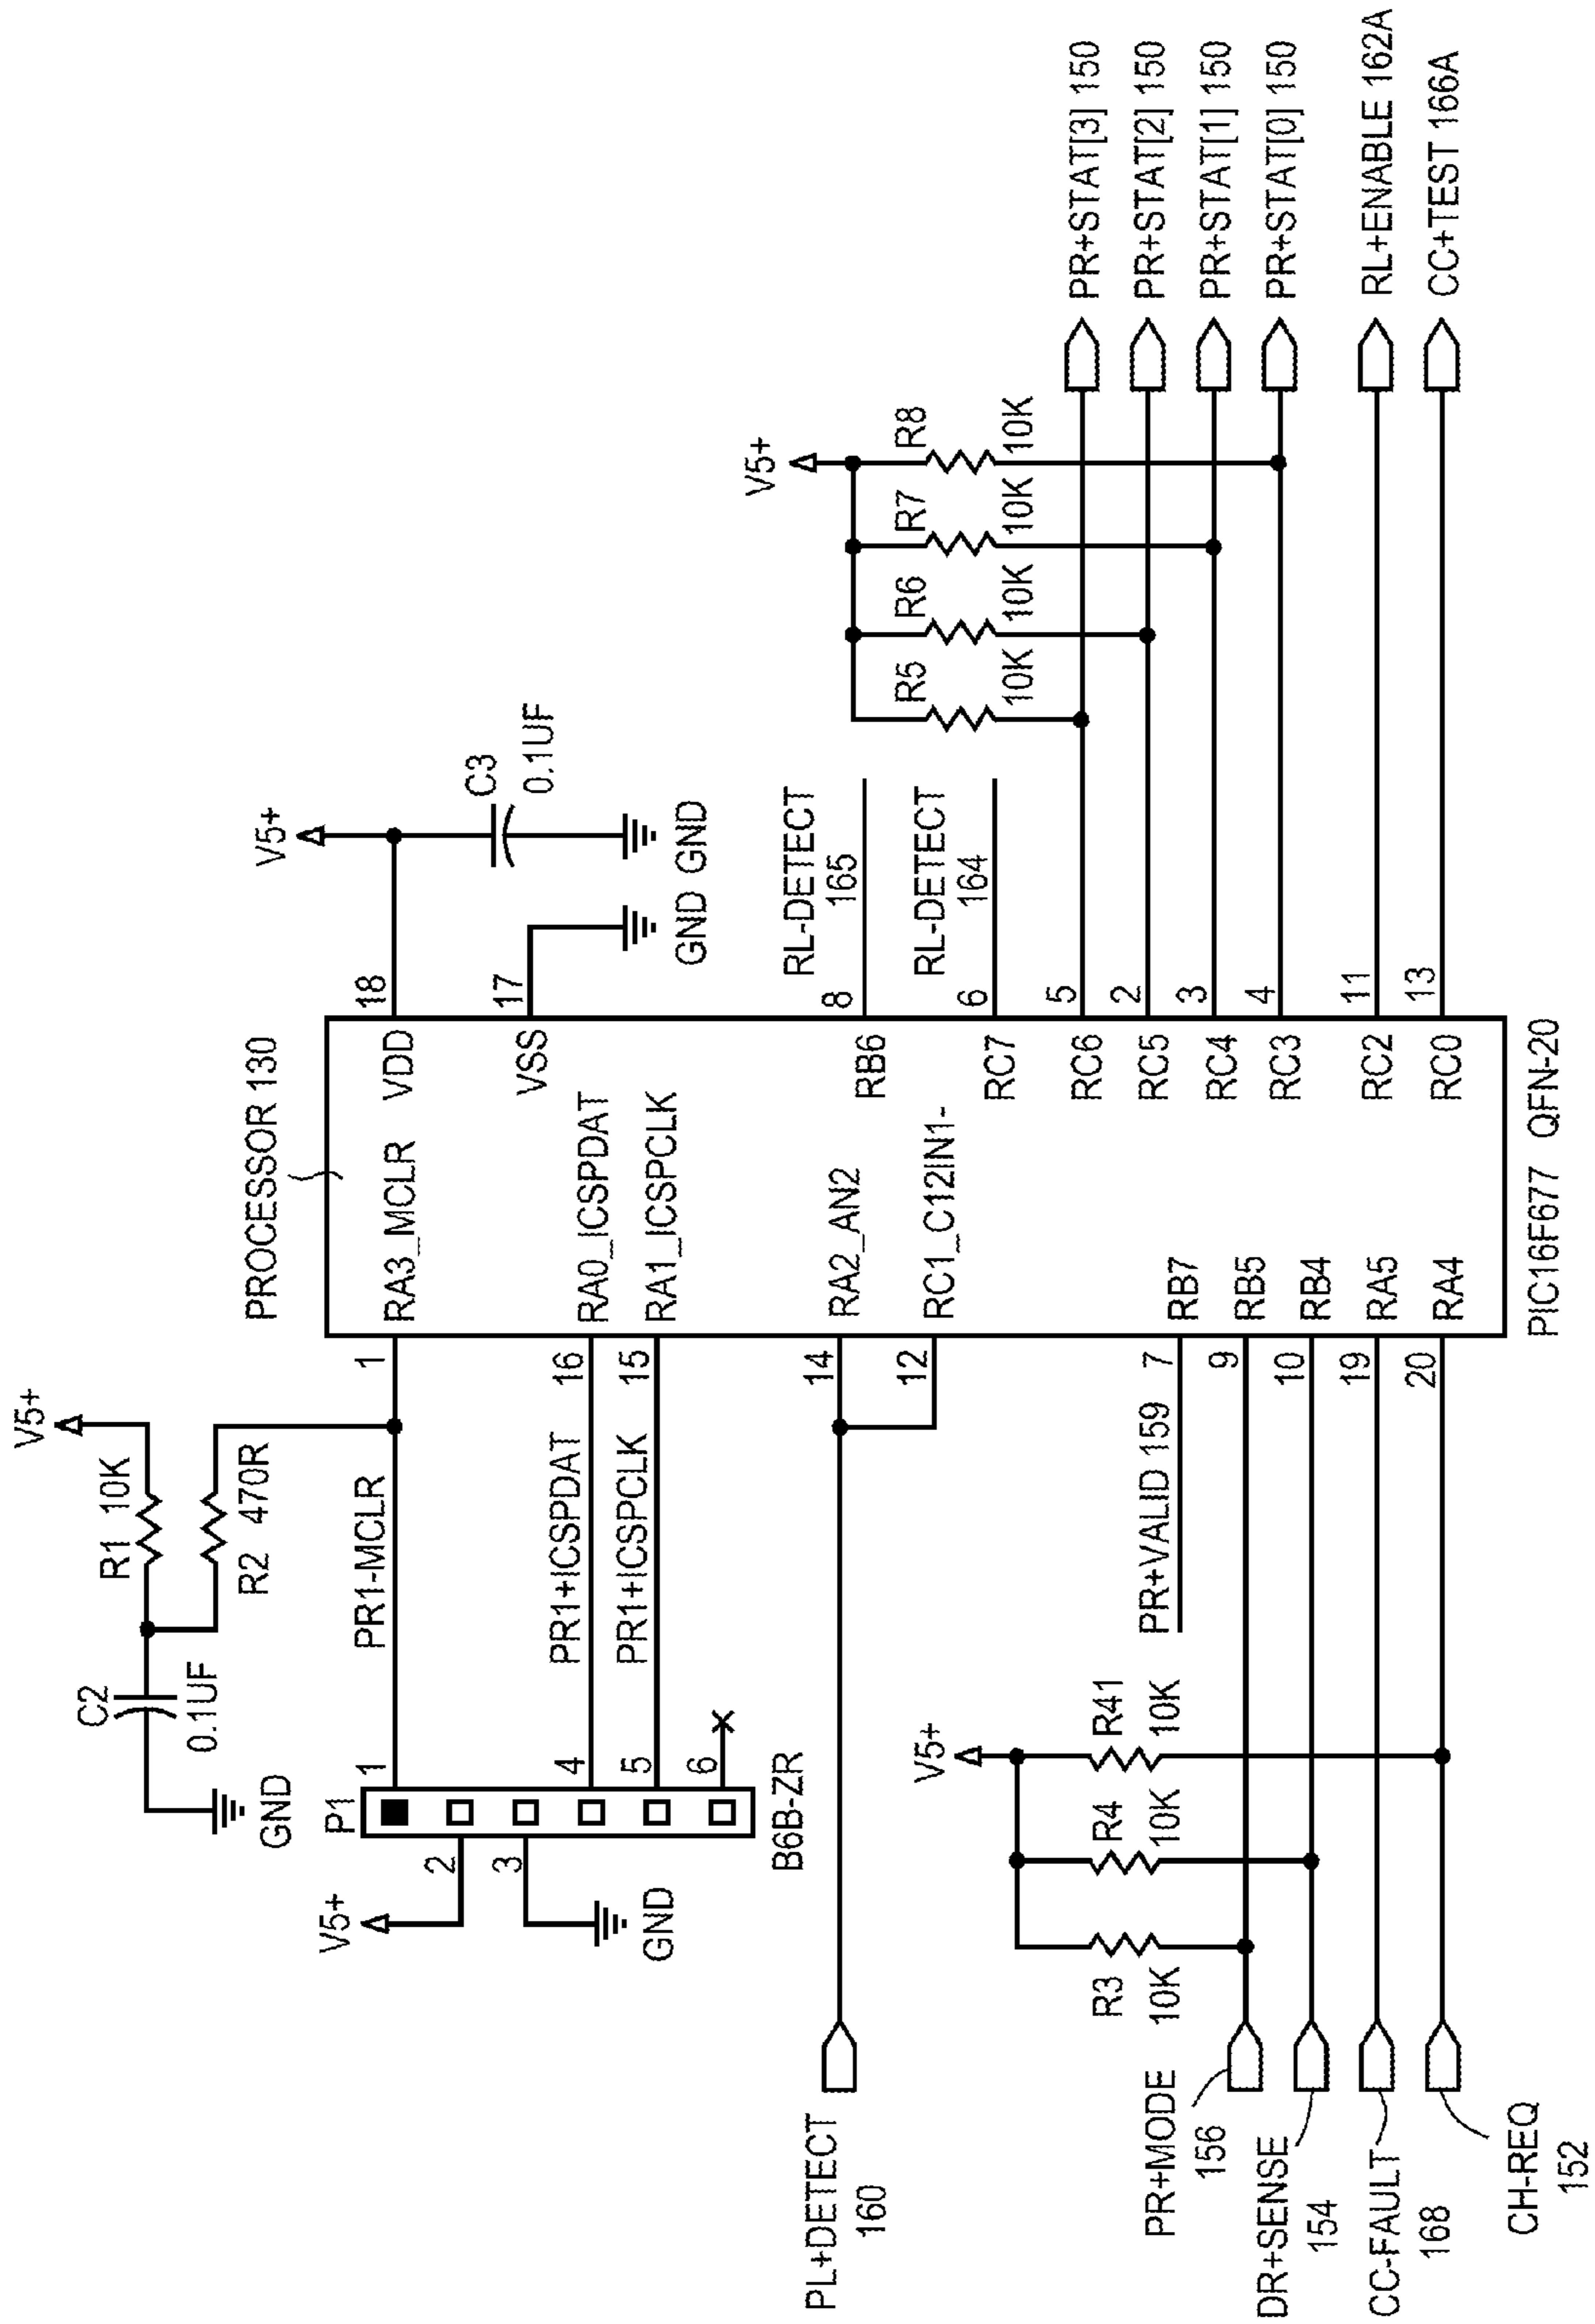 V5+
R1 10K
R2 470R
C2
0.1UF
GND
PROCESSOR 130
P1
V5+
2
3
GND
1
4
5
6
B6B-ZR
PR1-MCLR
PR1+ICSPDAT
PR1+ICSPCLK
1
16
15
14
12
7
9
10
19
20
RA3_MCLR
RA0_ICSPDAT
RA1_ICSPCLK
RA2_AN2
RC1_C12IN1-
RB7
RB5
RB4
RA5
RA4
VDD
VSS
RB6
RC7
RC6
RC5
RC4
RC3
RC2
RC0
PIC16F677 QFN-20
18
17
8
6
5
2
3
4
11
13
V5+
C3
0.1UF
GND GND
RL-DETECT
165
RL-DETECT
164
V5+
R5
10K
R6
10K
R7
10K
R8
10K
PR+STAT[3] 150
PR+STAT[2] 150
PR+STAT[1] 150
PR+STAT[0] 150
RL+ENABLE 162A
CC+TEST 166A
PL+DETECT
160
PR+VALID 159
V5+
R3
10K
R4
10K
R41
10K
PR+MODE
156
DR+SENSE
154
CC-FAULT
168
CH-REQ
152